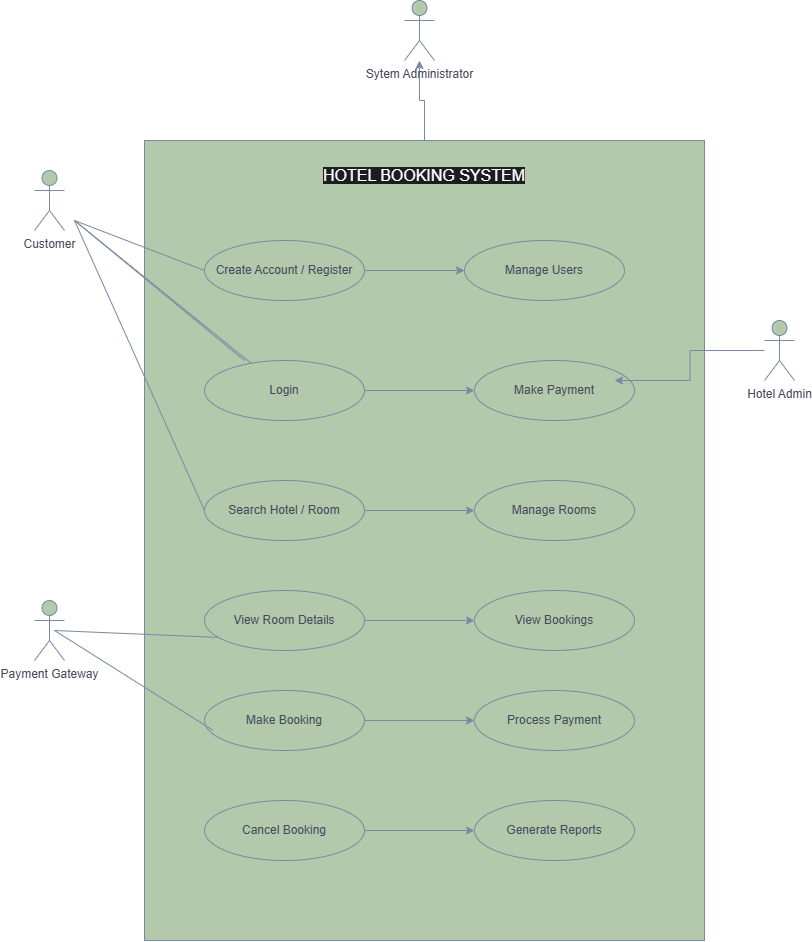 Sytem Administrator
HOTEL BOOKING SYSTEM
Customer
Create Account / Register
Manage Users
Login
Make Payment
Hotel Admin
Search Hotel / Room
Manage Rooms
View Room Details
View Bookings
Payment Gateway
Make Booking
Process Payment
Cancel Booking
Generate Reports